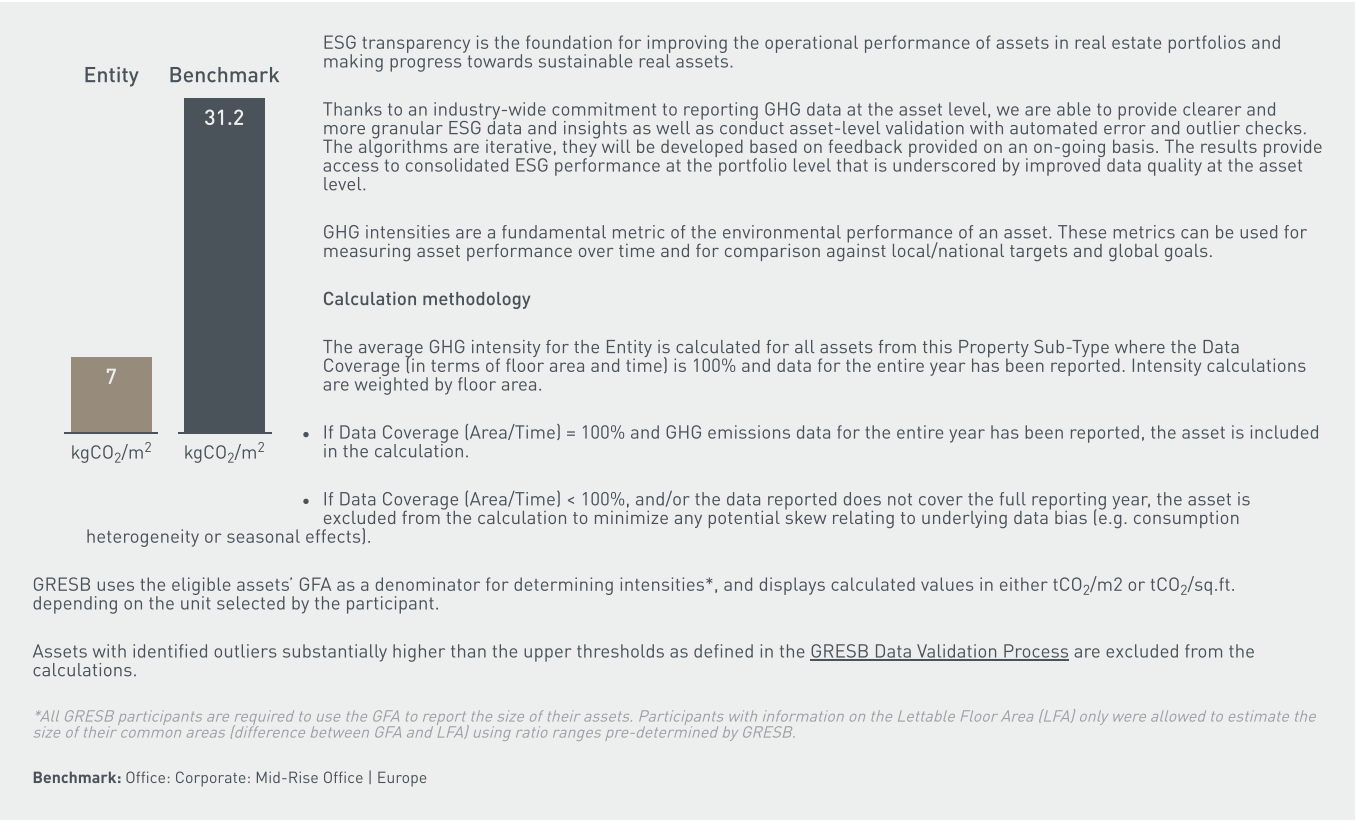 Entity
Benchmark
31.2
7
kgCO2/m2
kgCO2/m2
ESG transparency is the foundation for improving the operational performance of assets in real estate portfolios and
making progress towards sustainable real assets.
Thanks to an industry-wide commitment to reporting GHG data at the asset level, we are able to provide clearer and
more granular ESG data and insights as well as conduct asset-level validation with automated error and outlier checks.
The algorithms are iterative, they will be developed based on feedback provided on an on-going basis. The results provide
access to consolidated ESG performance at the portfolio level that is underscored by improved data quality at the asset
level.
GHG intensities are a fundamental metric of the environmental performance of an asset. These metrics can be used for
measuring asset performance over time and for comparison against local/national targets and global goals.
Calculation methodology
The average GHG intensity for the Entity is calculated for all assets from this Property Sub-Type where the Data
Coverage (in terms of floor area and time) is 100% and data for the entire year has been reported. Intensity calculations
are weighted by floor area.
• If Data Coverage (Area/Time) = 100% and GHG emissions data for the entire year has been reported, the asset is included
in the calculation.
• If Data Coverage (Area/Time) < 100%, and/or the data reported does not cover the full reporting year, the asset is
excluded from the calculation to minimize any potential skew relating to underlying data bias (e.g. consumption
heterogeneity or seasonal effects).
GRESB uses the eligible assets’ GFA as a denominator for determining intensities*, and displays calculated values in either tCO2/m2 or tCO2/sq.ft.
depending on the unit selected by the participant.
Assets with identified outliers substantially higher than the upper thresholds as defined in the GRESB Data Validation Process are excluded from the
calculations.
*All GRESB participants are required to use the GFA to report the size of their assets. Participants with information on the Lettable Floor Area (LFA) only were allowed to estimate the
size of their common areas (difference between GFA and LFA) using ratio ranges pre-determined by GRESB.
Benchmark: Office: Corporate: Mid-Rise Office | Europe